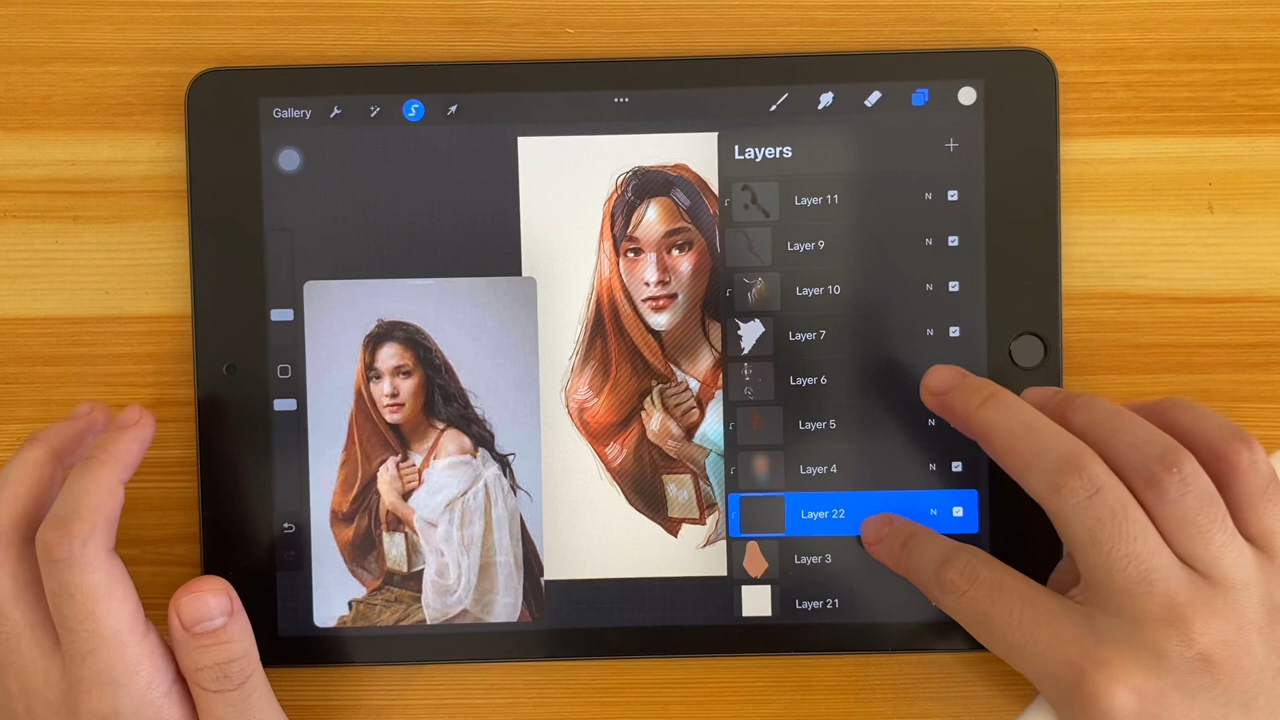 Gallery
Layers
Layer 11 N
Layer 9 N
Layer 10 N
Layer 7 N
Layer 6
Layer 5 N
Layer 4 N
Layer 22 N
Layer 3
Layer 21